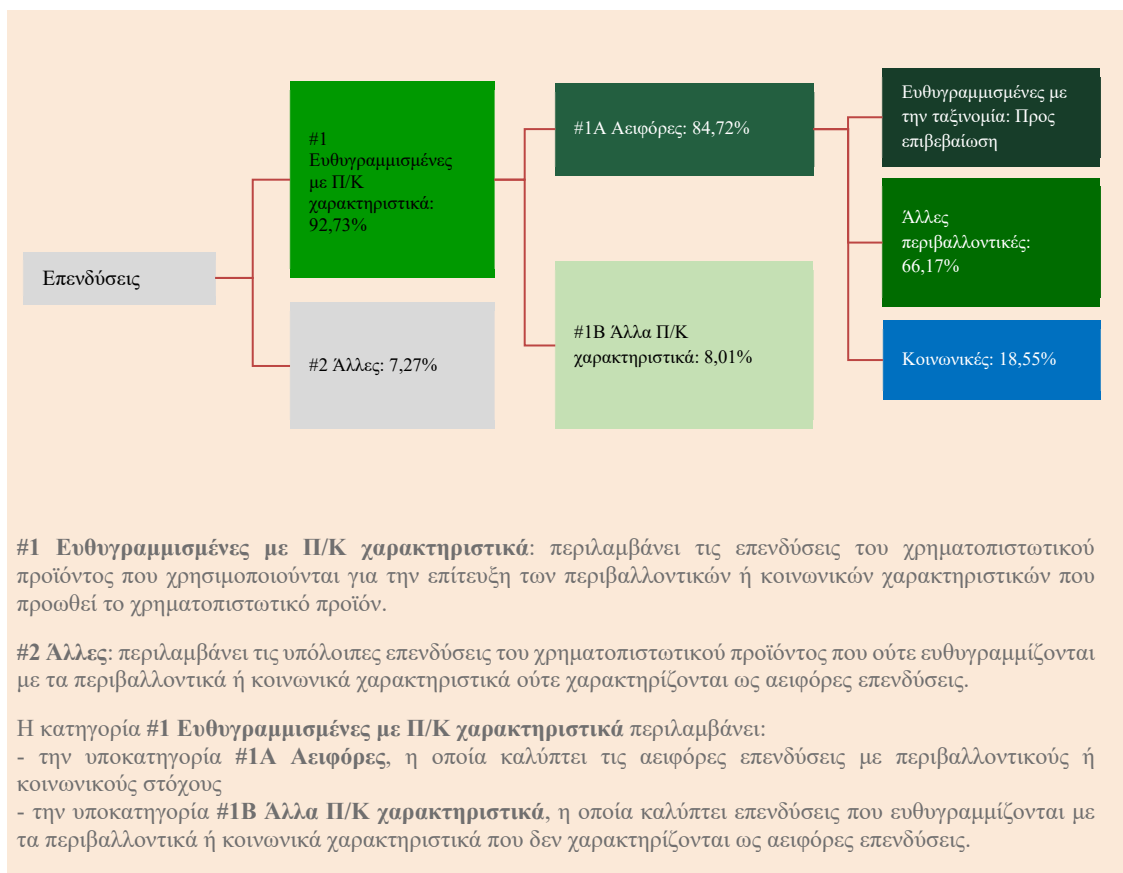 Επενδύσεις
#1
Ευθυγραμμισμένες
με Π/Κ
χαρακτηριστικά:
92,73%
#2 Άλλες: 7,27%
#1Α Αειφόρες: 84,72%
#1Β Άλλα Π/Κ
χαρακτηριστικά: 8,01%
Ευθυγραμμισμένες με
την ταξινομία: Προς
επιβεβαίωση
Άλλες
περιβαλλοντικές:
66,17%
Κοινωνικές: 18,55%
#1 Ευθυγραμμισμένες με Π/Κ χαρακτηριστικά: περιλαμβάνει τις επενδύσεις του χρηματοπιστωτικού
προϊόντος που χρησιμοποιούνται για την επίτευξη των περιβαλλοντικών ή κοινωνικών χαρακτηριστικών που
προωθεί το χρηματοπιστωτικό προϊόν.
#2 Άλλες: περιλαμβάνει τις υπόλοιπες επενδύσεις του χρηματοπιστωτικού προϊόντος που ούτε ευθυγραμμίζονται
με τα περιβαλλοντικά ή κοινωνικά χαρακτηριστικά ούτε χαρακτηρίζονται ως αειφόρες επενδύσεις.
Η κατηγορία #1 Ευθυγραμμισμένες με Π/Κ χαρακτηριστικά περιλαμβάνει:
- την υποκατηγορία #1Α Αειφόρες, η οποία καλύπτει τις αειφόρες επενδύσεις με περιβαλλοντικούς ή
κοινωνικούς στόχους
- την υποκατηγορία #1Β Άλλα Π/Κ χαρακτηριστικά, η οποία καλύπτει επενδύσεις που ευθυγραμμίζονται με
τα περιβαλλοντικά ή κοινωνικά χαρακτηριστικά που δεν χαρακτηρίζονται ως αειφόρες επενδύσεις.